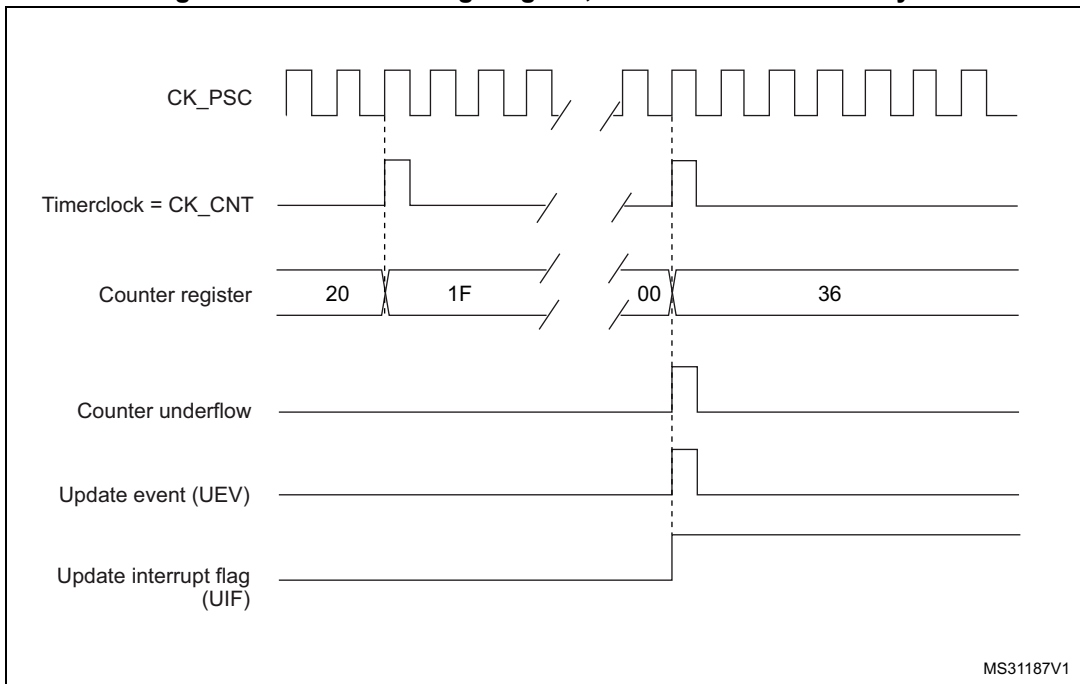 CK_PSC
Timerclock = CK_CNT
Counter register 20 1F 00 36
Counter underflow
Update event (UEV)
Update interrupt flag
(UIF)
MS31187V1